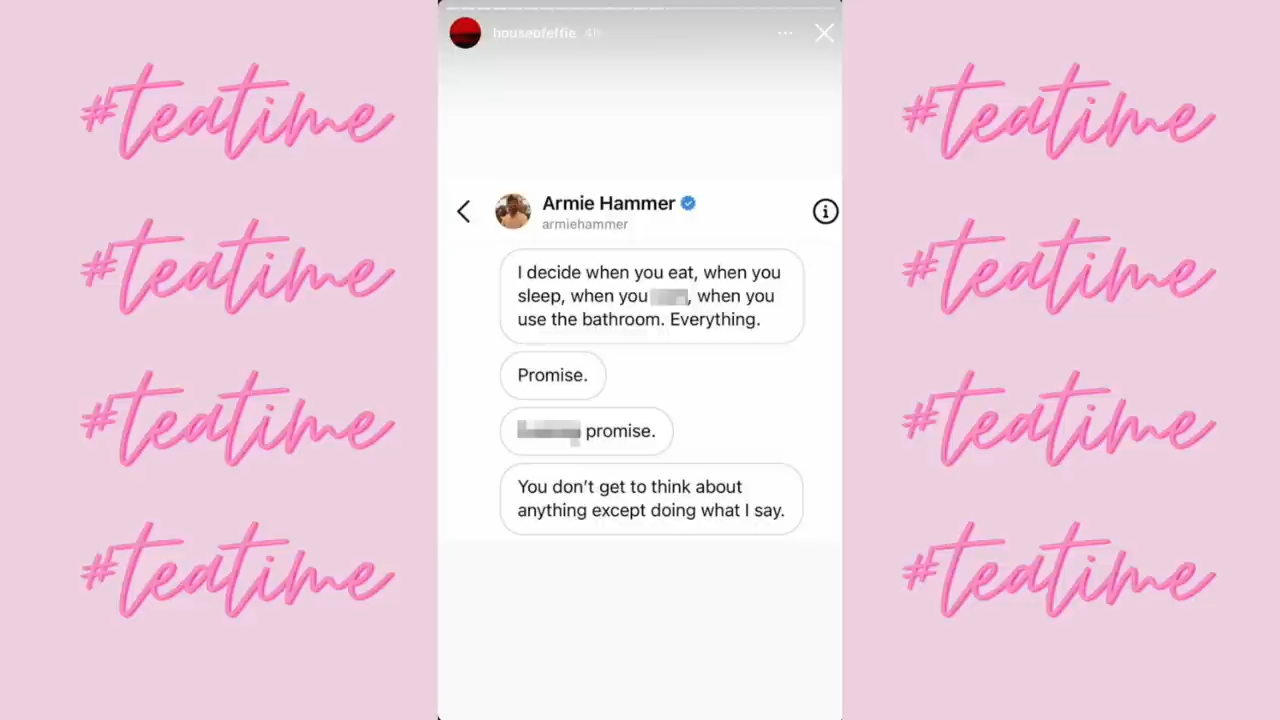 #teatime
#teatime
#teatime
#teatime
houseofeffie 4h
Armie Hammer
armiehammer
I decide when you eat, when you
sleep, when you , when you
use the bathroom. Everything.
Promise.
promise.
You don't get to think about
anything except doing what I say.
#teatime
#teatime
#teatime
#teatime